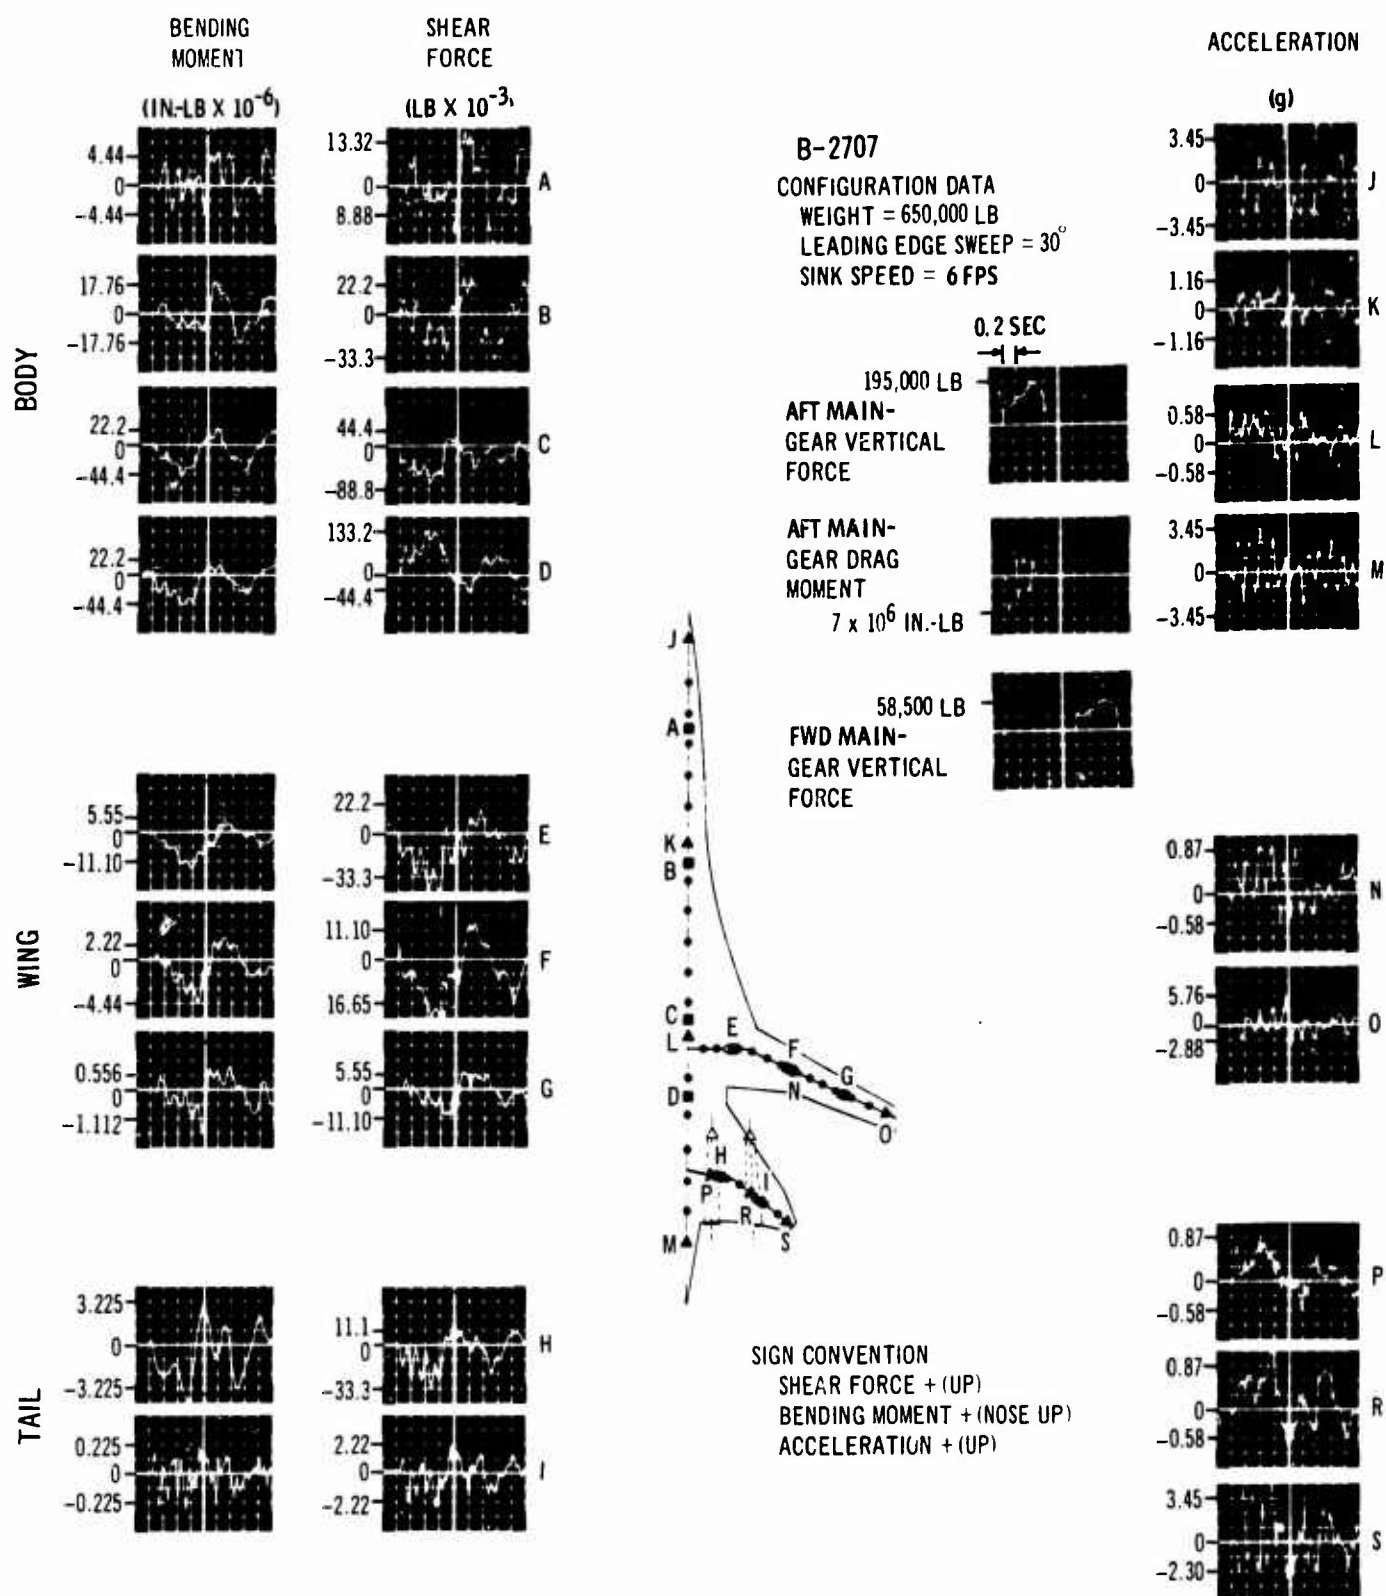 BENDING
MOMENT
(IN.-LB X 10⁻⁶)
SHEAR
FORCE
(LB X 10⁻³)
ACCELERATION
(g)
BODY
4.44
0
-4.44
13.32
0
8.88
A
17.76
0
-17.76
22.2
0
-33.3
B
22.2
0
-44.4
44.4
0
-88.8
C
22.2
0
-44.4
133.2
0
-44.4
D
B-2707
CONFIGURATION DATA
WEIGHT = 650,000 LB
LEADING EDGE SWEEP = 30°
SINK SPEED = 6 FPS
0.2 SEC
195,000 LB
AFT MAIN-
GEAR VERTICAL
FORCE
AFT MAIN-
GEAR DRAG
MOMENT
7 x 10⁶ IN.-LB
58,500 LB
FWD MAIN-
GEAR VERTICAL
FORCE
3.45
0
-3.45
J
1.16
0
-1.16
K
0.58
0
-0.58
L
3.45
0
-3.45
M
WING
5.55
0
-11.10
22.2
0
-33.3
E
2.22
0
-4.44
11.10
0
16.65
F
0.556
0
-1.112
5.55
0
-11.10
G
J
A
K
B
C
L
E
F
G
N
D
O
H
I
P
R
S
M
0.87
0
-0.58
N
5.76
0
-2.88
O
TAIL
3.225
0
-3.225
11.1
0
-33.3
H
0.225
0
-0.225
2.22
0
-2.22
I
SIGN CONVENTION
SHEAR FORCE + (UP)
BENDING MOMENT + (NOSE UP)
ACCELERATION + (UP)
0.87
0
-0.58
P
0.87
0
-0.58
R
3.45
0
-2.30
S